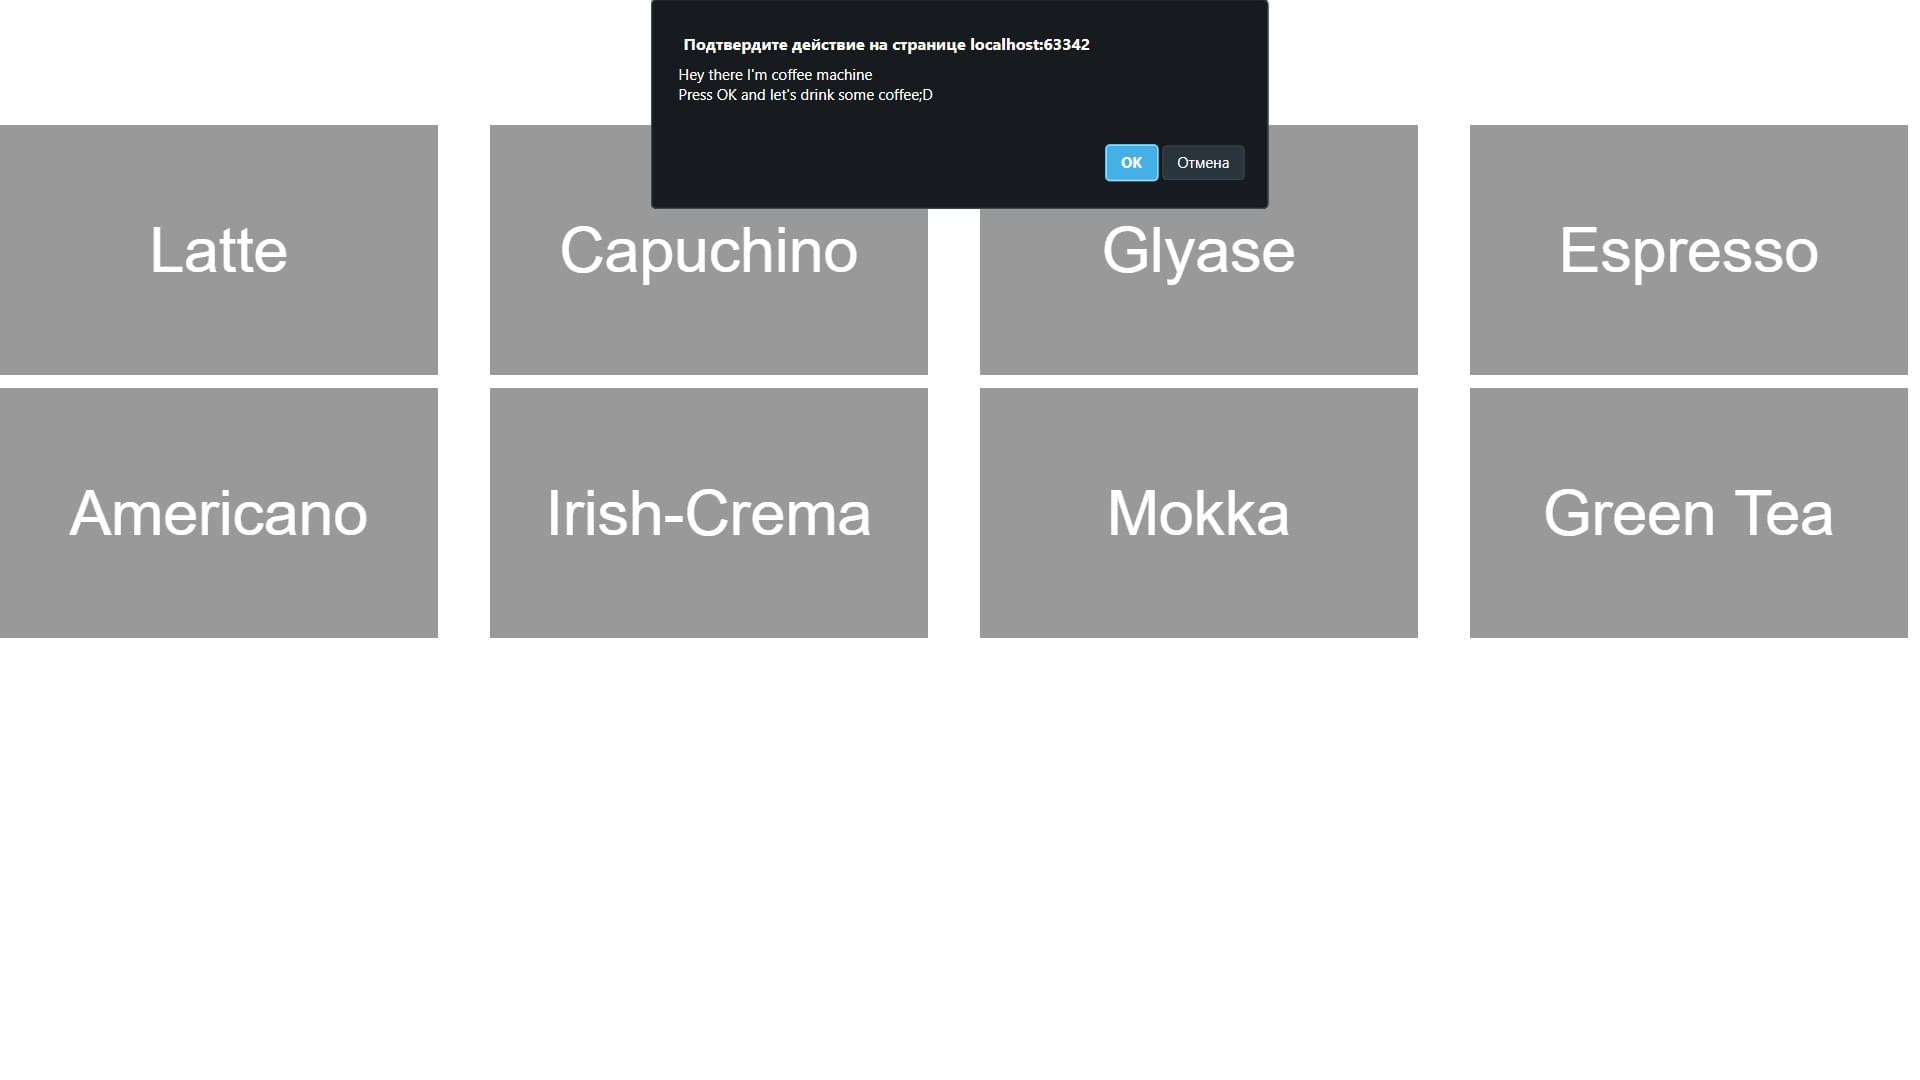 Подтвердите действие на странице localhost:63342
Hey there I'm coffee machine
Press OK and let's drink some coffee;D
OK Отмена
Latte Capuchino Glyase Espresso
Americano Irish-Crema Mokka Green Tea